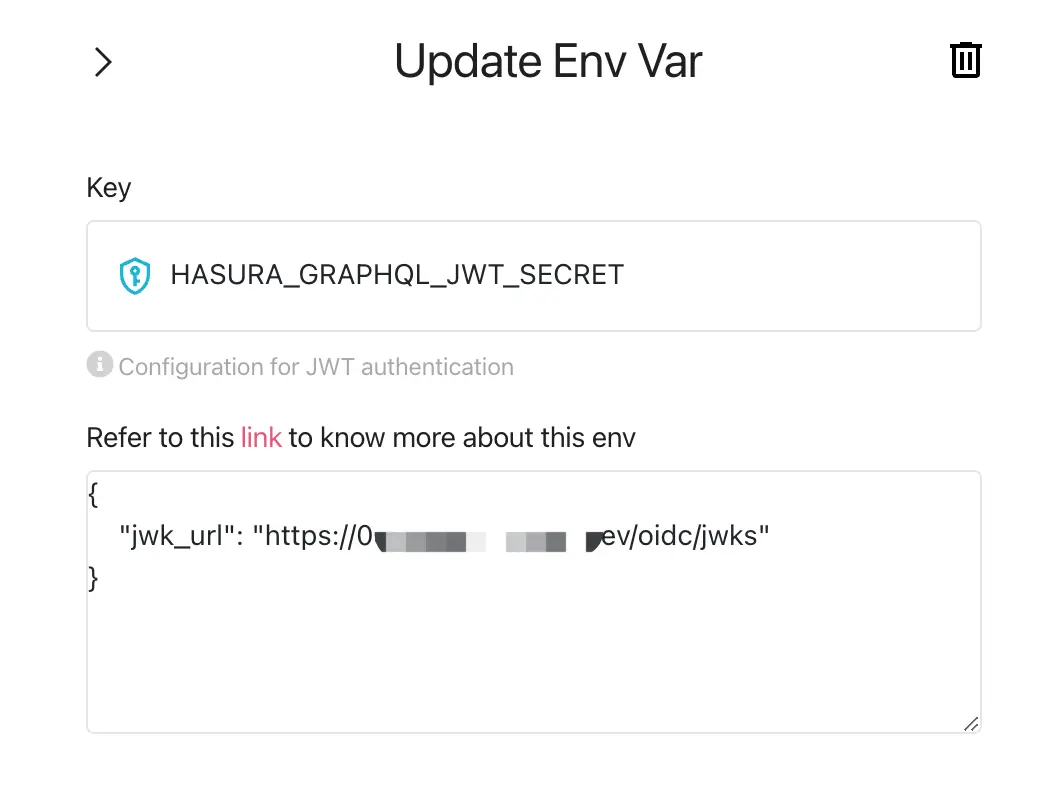 Update Env Var
Key
HASURA_GRAPHQL_JWT_SECRET
Configuration for JWT authentication
Refer to this link to know more about this env
{
"jwk_url": "https://0 ev/oidc/jwks"
}